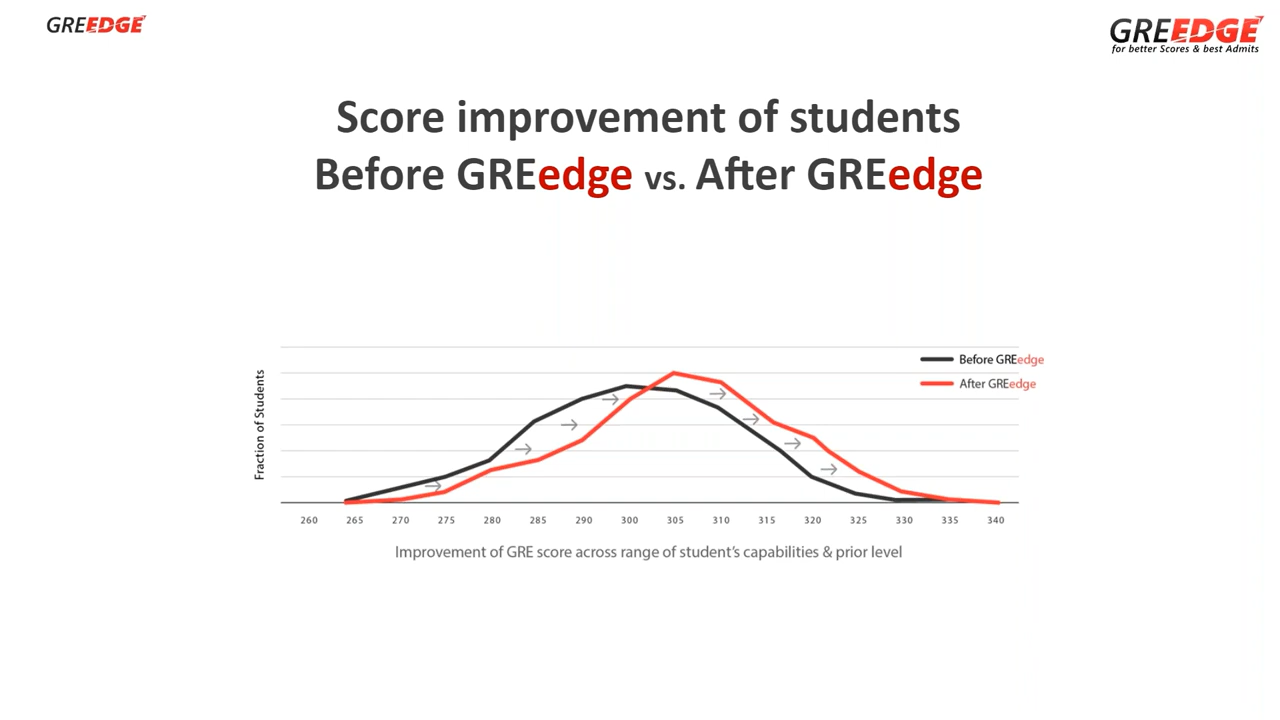 GREEDGE
GREEDGE
for better Scores & best Admits
Score improvement of students
Before GREedge vs. After GREedge
Before GREedge
After GREedge
Fraction of Students
260 265 270 275 280 285 290 300 305 310 315 320 325 330 335 340
Improvement of GRE score across range of student's capabilities & prior level